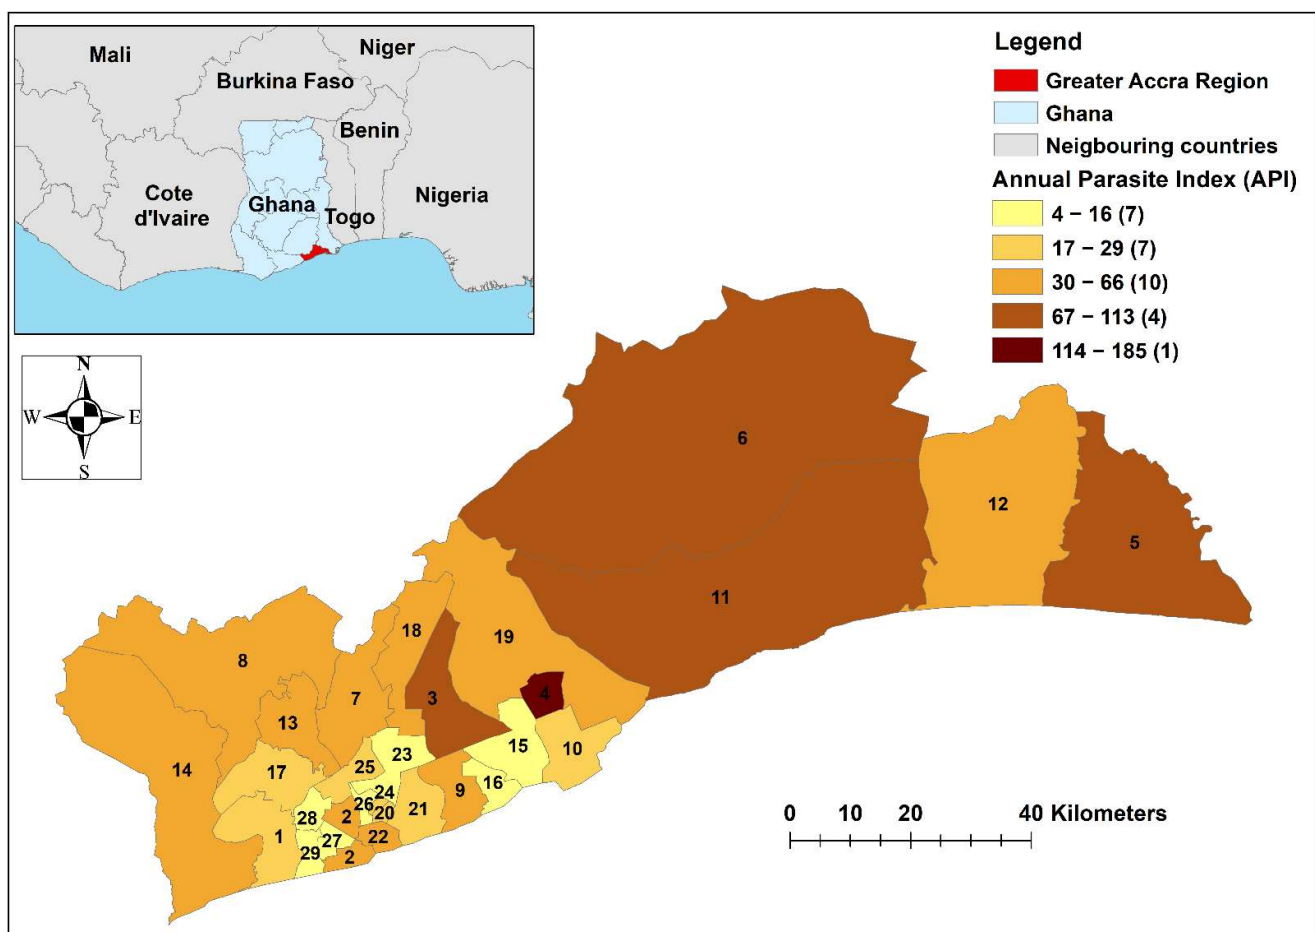 Mali
Niger
Burkina Faso
Benin
Cote
d'Ivaire
Ghana
Togo
Nigeria
Legend
Greater Accra Region
Ghana
Neigbouring countries
Annual Parasite Index (API)
4 – 16 (7)
17 – 29 (7)
30 – 66 (10)
67 – 113 (4)
114 – 185 (1)
N
W
E
S
6
12
5
11
18
19
8
3
4
7
13
14
23
15
10
17
25
16
24
9
26
20
21
28
2
1
27
22
29
2
0 10 20 40 Kilometers